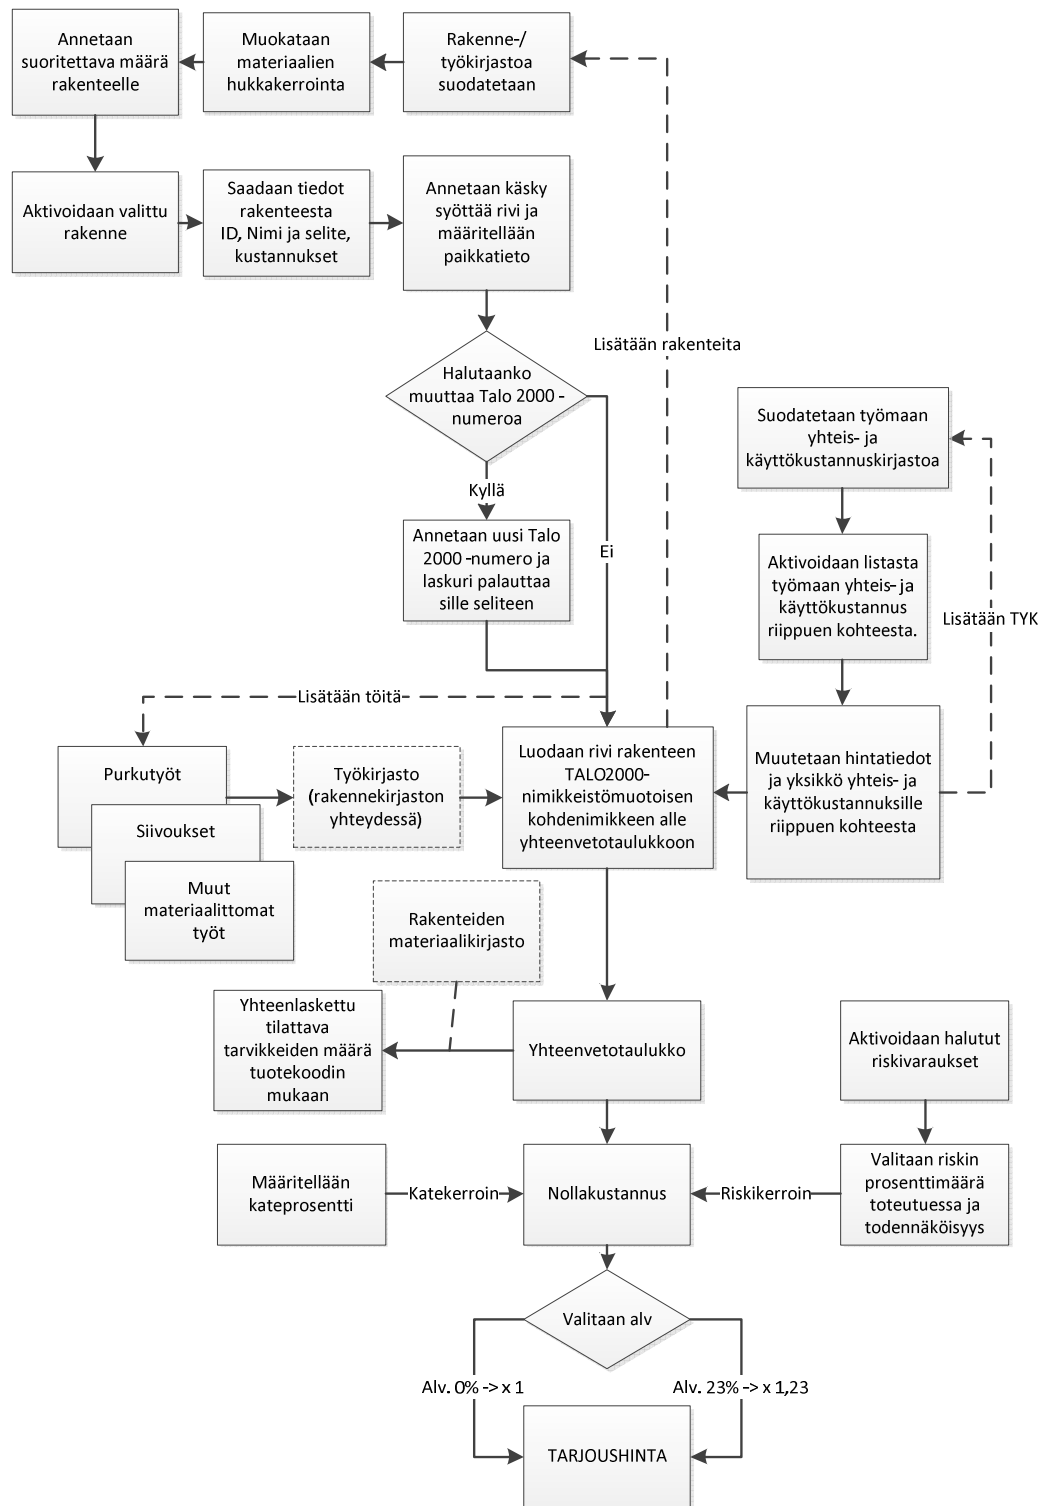 Annetaan
suoritettava määrä
rakenteelle
Muokataan
materiaalien
hukkakerrointa
Rakenne-/
työkirjastoa
suodatetaan
Aktivoidaan valittu
rakenne
Saadaan tiedot
rakenteesta
ID, Nimi ja selite,
kustannukset
Annetaan käsky
syöttää rivi ja
määritellään
paikkatieto
Lisätään rakenteita
Halutaanko
muuttaa Talo 2000 -
numeroa
Kyllä
Ei
Annetaan uusi Talo
2000 -numero ja
laskuri palauttaa
sille seliteen
Suodatetaan työmaan
yhteis- ja
käyttökustannuskirjastoa
Aktivoidaan listasta
työmaan yhteis- ja
käyttökustannus
riippuen kohteesta.
Lisätään TYK
Muutetaan hintatiedot
ja yksikkö yhteis- ja
käyttökustannuksille
riippuen kohteesta
Lisätään töitä
Purkutyöt
Siivoukset
Muut
materiaalittomat
työt
Työkirjasto
(rakennekirjaston
yhteydessä)
Luodaan rivi rakenteen
TALO2000-
nimikkeistömuotoisen
kohdenimikkeen alle
yhteenvetotaulukkoon
Rakenteiden
materiaalikirjasto
Yhteenlaskettu
tilattava
tarvikkeiden määrä
tuotekoodin
mukaan
Yhteenvetotaulukko
Aktivoidaan halutut
riskivaraukset
Määritellään
kateprosentti
Katekerroin
Nollakustannus
Riskikerroin
Valitaan riskin
prosenttimäärä
toteutuessa ja
todennäköisyys
Valitaan alv
Alv. 0% -> x 1
Alv. 23% -> x 1,23
TARJOUSHINTA